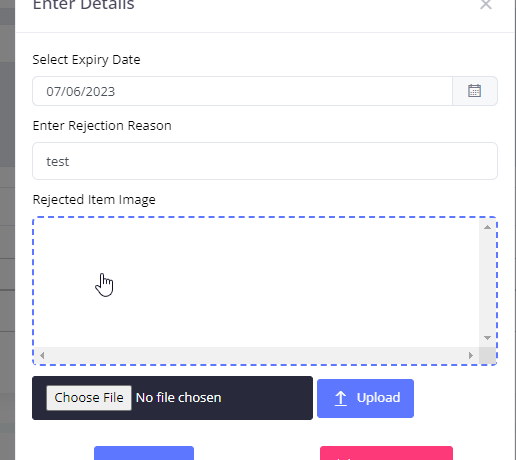 Enter Details
Select Expiry Date
07/06/2023
Enter Rejection Reason
test
Rejected Item Image
Choose File No file chosen
Upload